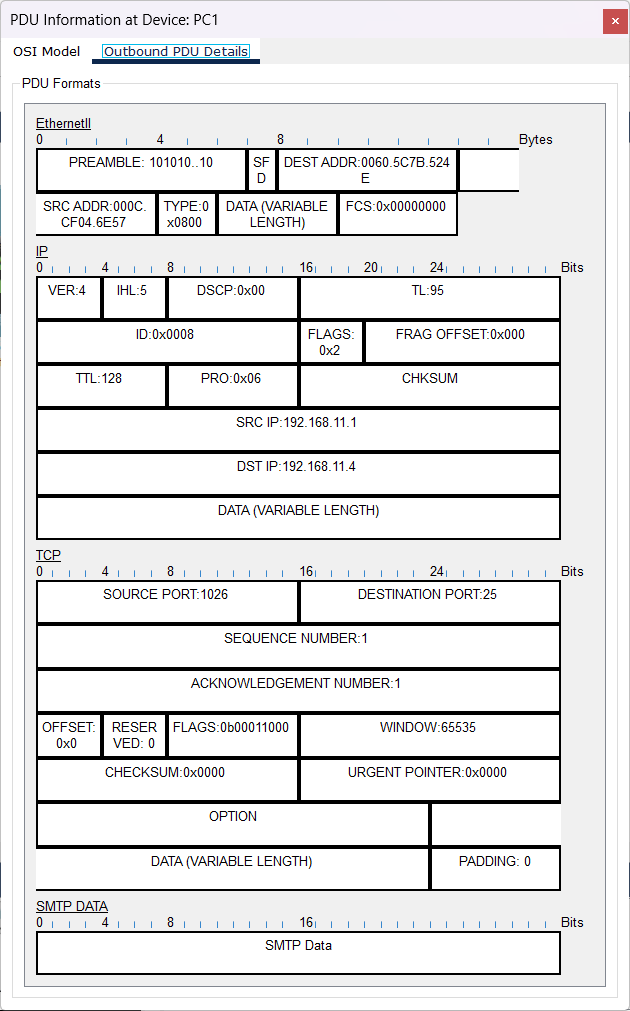 PDU Information at Device: PC1
OSI Model Outbound PDU Details
PDU Formats
EthernetII
0 4 8 Bytes
PREAMBLE: 101010..10 SF D DEST ADDR:0060.5C7B.524 E
SRC ADDR:000C. CF04.6E57 TYPE:0 x0800 DATA (VARIABLE LENGTH) FCS:0x00000000
IP
0 4 8 16 20 24 Bits
VER:4 IHL:5 DSCP:0x00 TL:95
ID:0x0008 FLAGS: 0x2 FRAG OFFSET:0x000
TTL:128 PRO:0x06 CHKSUM
SRC IP:192.168.11.1
DST IP:192.168.11.4
DATA (VARIABLE LENGTH)
TCP
0 4 8 16 24 Bits
SOURCE PORT:1026 DESTINATION PORT:25
SEQUENCE NUMBER:1
ACKNOWLEDGEMENT NUMBER:1
OFFSET: 0x0 RESER VED: 0 FLAGS:0b00011000 WINDOW:65535
CHECKSUM:0x0000 URGENT POINTER:0x0000
OPTION
DATA (VARIABLE LENGTH) PADDING: 0
SMTP DATA
0 4 8 16 Bits
SMTP Data